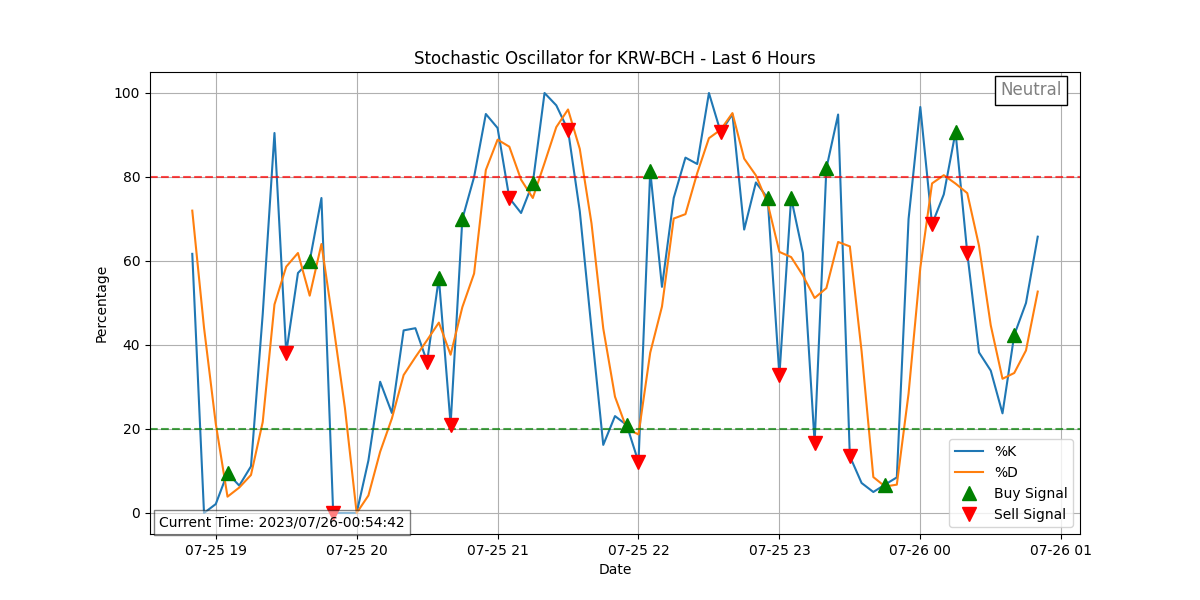 Stochastic Oscillator for KRW-BCH - Last 6 Hours
Neutral
Percentage
100
80
60
40
20
0
%K
%D
Buy Signal
Sell Signal
Current Time: 2023/07/26-00:54:42
07-25 19
07-25 20
07-25 21
07-25 22
07-25 23
07-26 00
07-26 01
Date